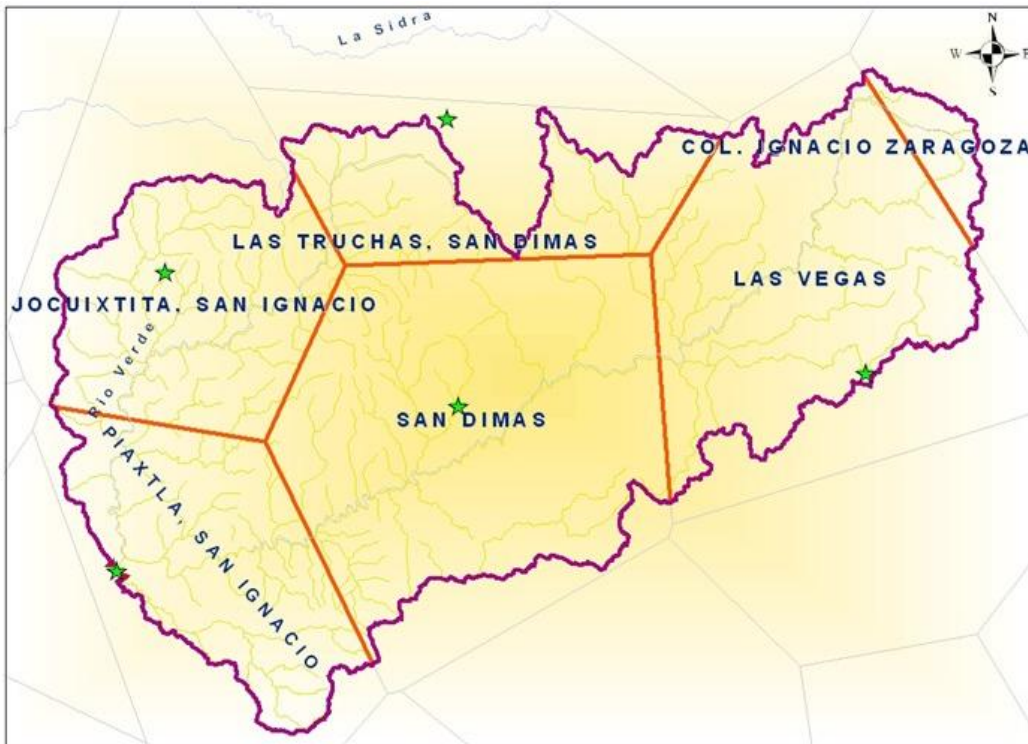 La Sidra
N
W E
S
COL. IGNACIO ZARAGOZA
LAS TRUCHAS, SAN DIMAS
LAS VEGAS
JOCUIXTITA, SAN IGNACIO
Rio Verde
SAN DIMAS
PIAXTLA, SAN IGNACIO